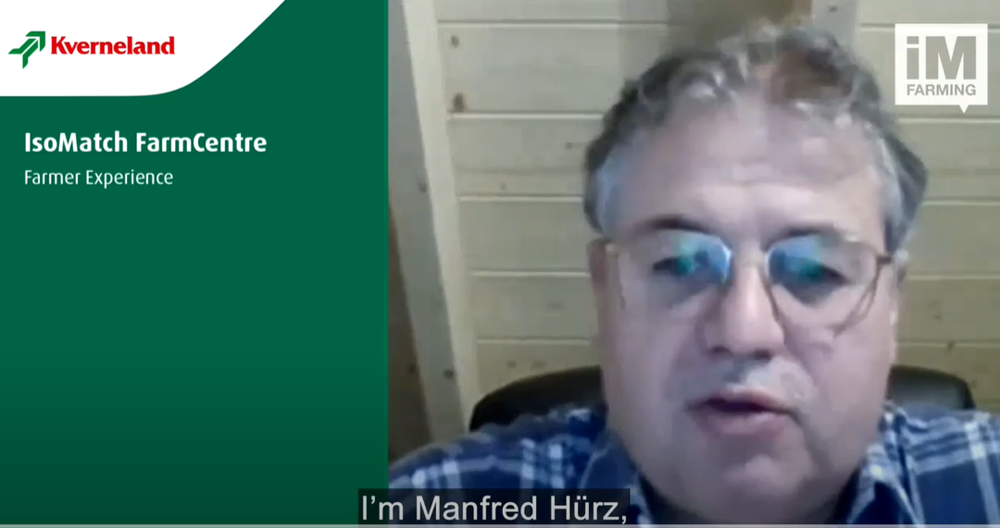 Kverneland
iM
FARMING
IsoMatch FarmCentre
Farmer Experience
I'm Manfred Hürz,